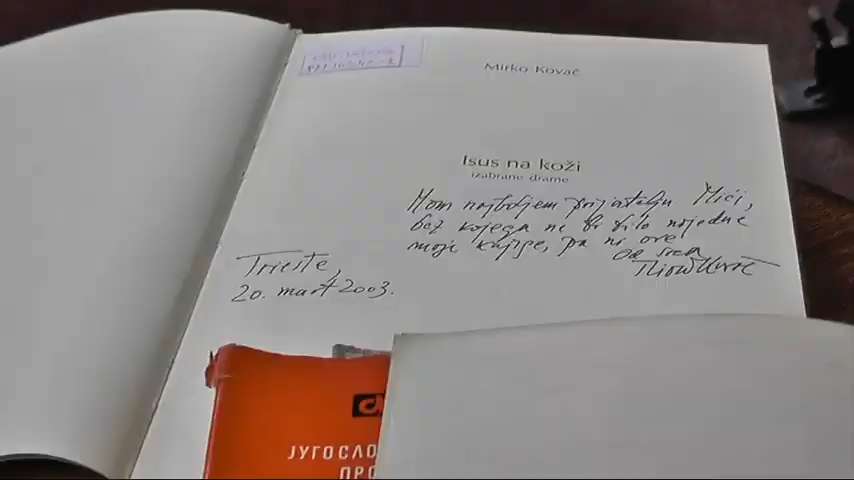 Mirko Kovač
Isus na koži
izabrane drame
Mom najboljem prijatelju Mići,
bez kojega ne bi bilo nijedne
moje knjige, pa ni ove
Od srca
Trieste,
20. mart 2003.
ЈУГОСЛО
ПРО